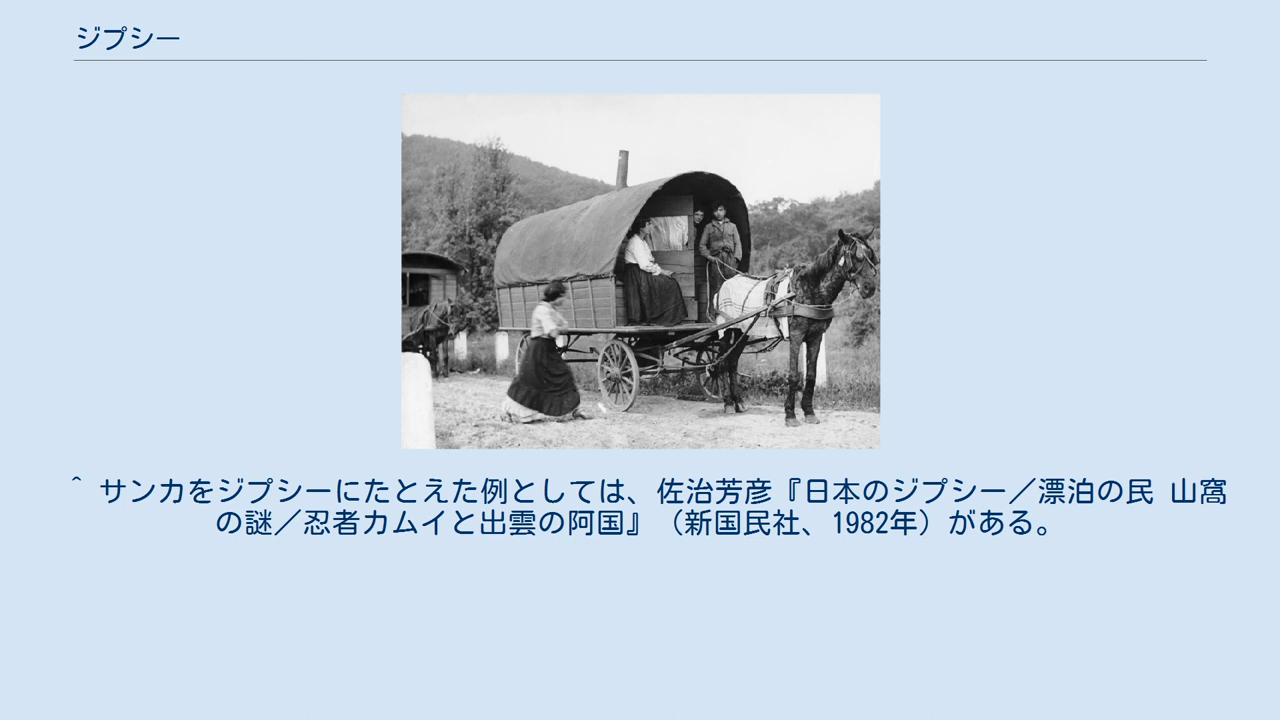 ジプシー
^ サンカをジプシーにたとえた例としては、佐治芳彦『日本のジプシー／漂泊の民 山窩
の謎／忍者カムイと出雲の阿国』（新国民社、1982年）がある。